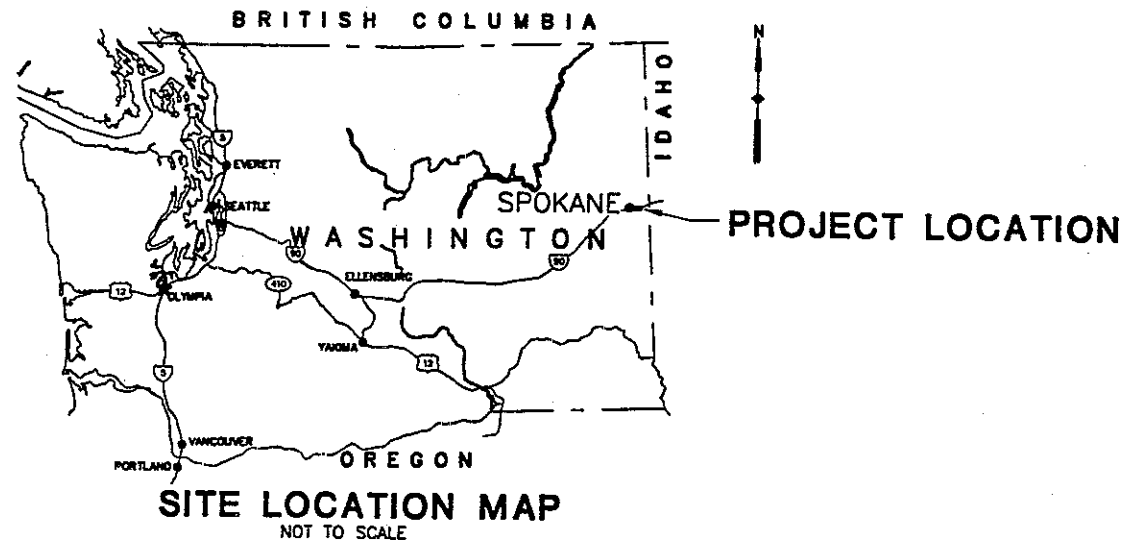 BRITISH COLUMBIA
N
IDAHO
5
EVERETT
SEATTLE
SPOKANE
PROJECT LOCATION
WASHINGTON
90
90
ELLENSBURG
410
12
OLYMPIA
YAKIMA
12
5
VANCOUVER
PORTLAND
OREGON
SITE LOCATION MAP
NOT TO SCALE